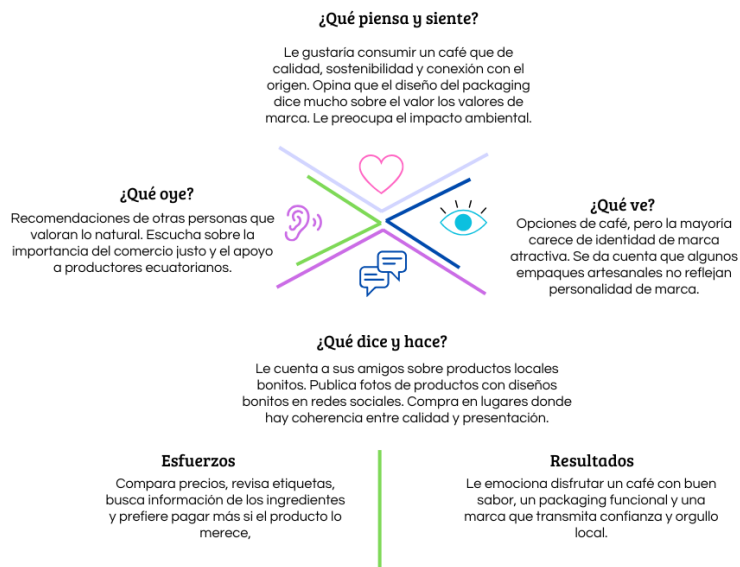 ¿Qué piensa y siente?
Le gustaría consumir un café que de
calidad, sostenibilidad y conexión con el
origen. Opina que el diseño del packaging
dice mucho sobre el valor los valores de
marca. Le preocupa el impacto ambiental.
¿Qué oye?
Recomendaciones de otras personas que
valoran lo natural. Escucha sobre la
importancia del comercio justo y el apoyo
a productores ecuatorianos.
¿Qué ve?
Opciones de café, pero la mayoría
carece de identidad de marca
atractiva. Se da cuenta que algunos
empaques artesanales no reflejan
personalidad de marca.
¿Qué dice y hace?
Le cuenta a sus amigos sobre productos locales
bonitos. Publica fotos de productos con diseños
bonitos en redes sociales. Compra en lugares donde
hay coherencia entre calidad y presentación.
Esfuerzos
Compara precios, revisa etiquetas,
busca información de los ingredientes
y prefiere pagar más si el producto lo
merece,
Resultados
Le emociona disfrutar un café con buen
sabor, un packaging funcional y una
marca que transmita confianza y orgullo
local.